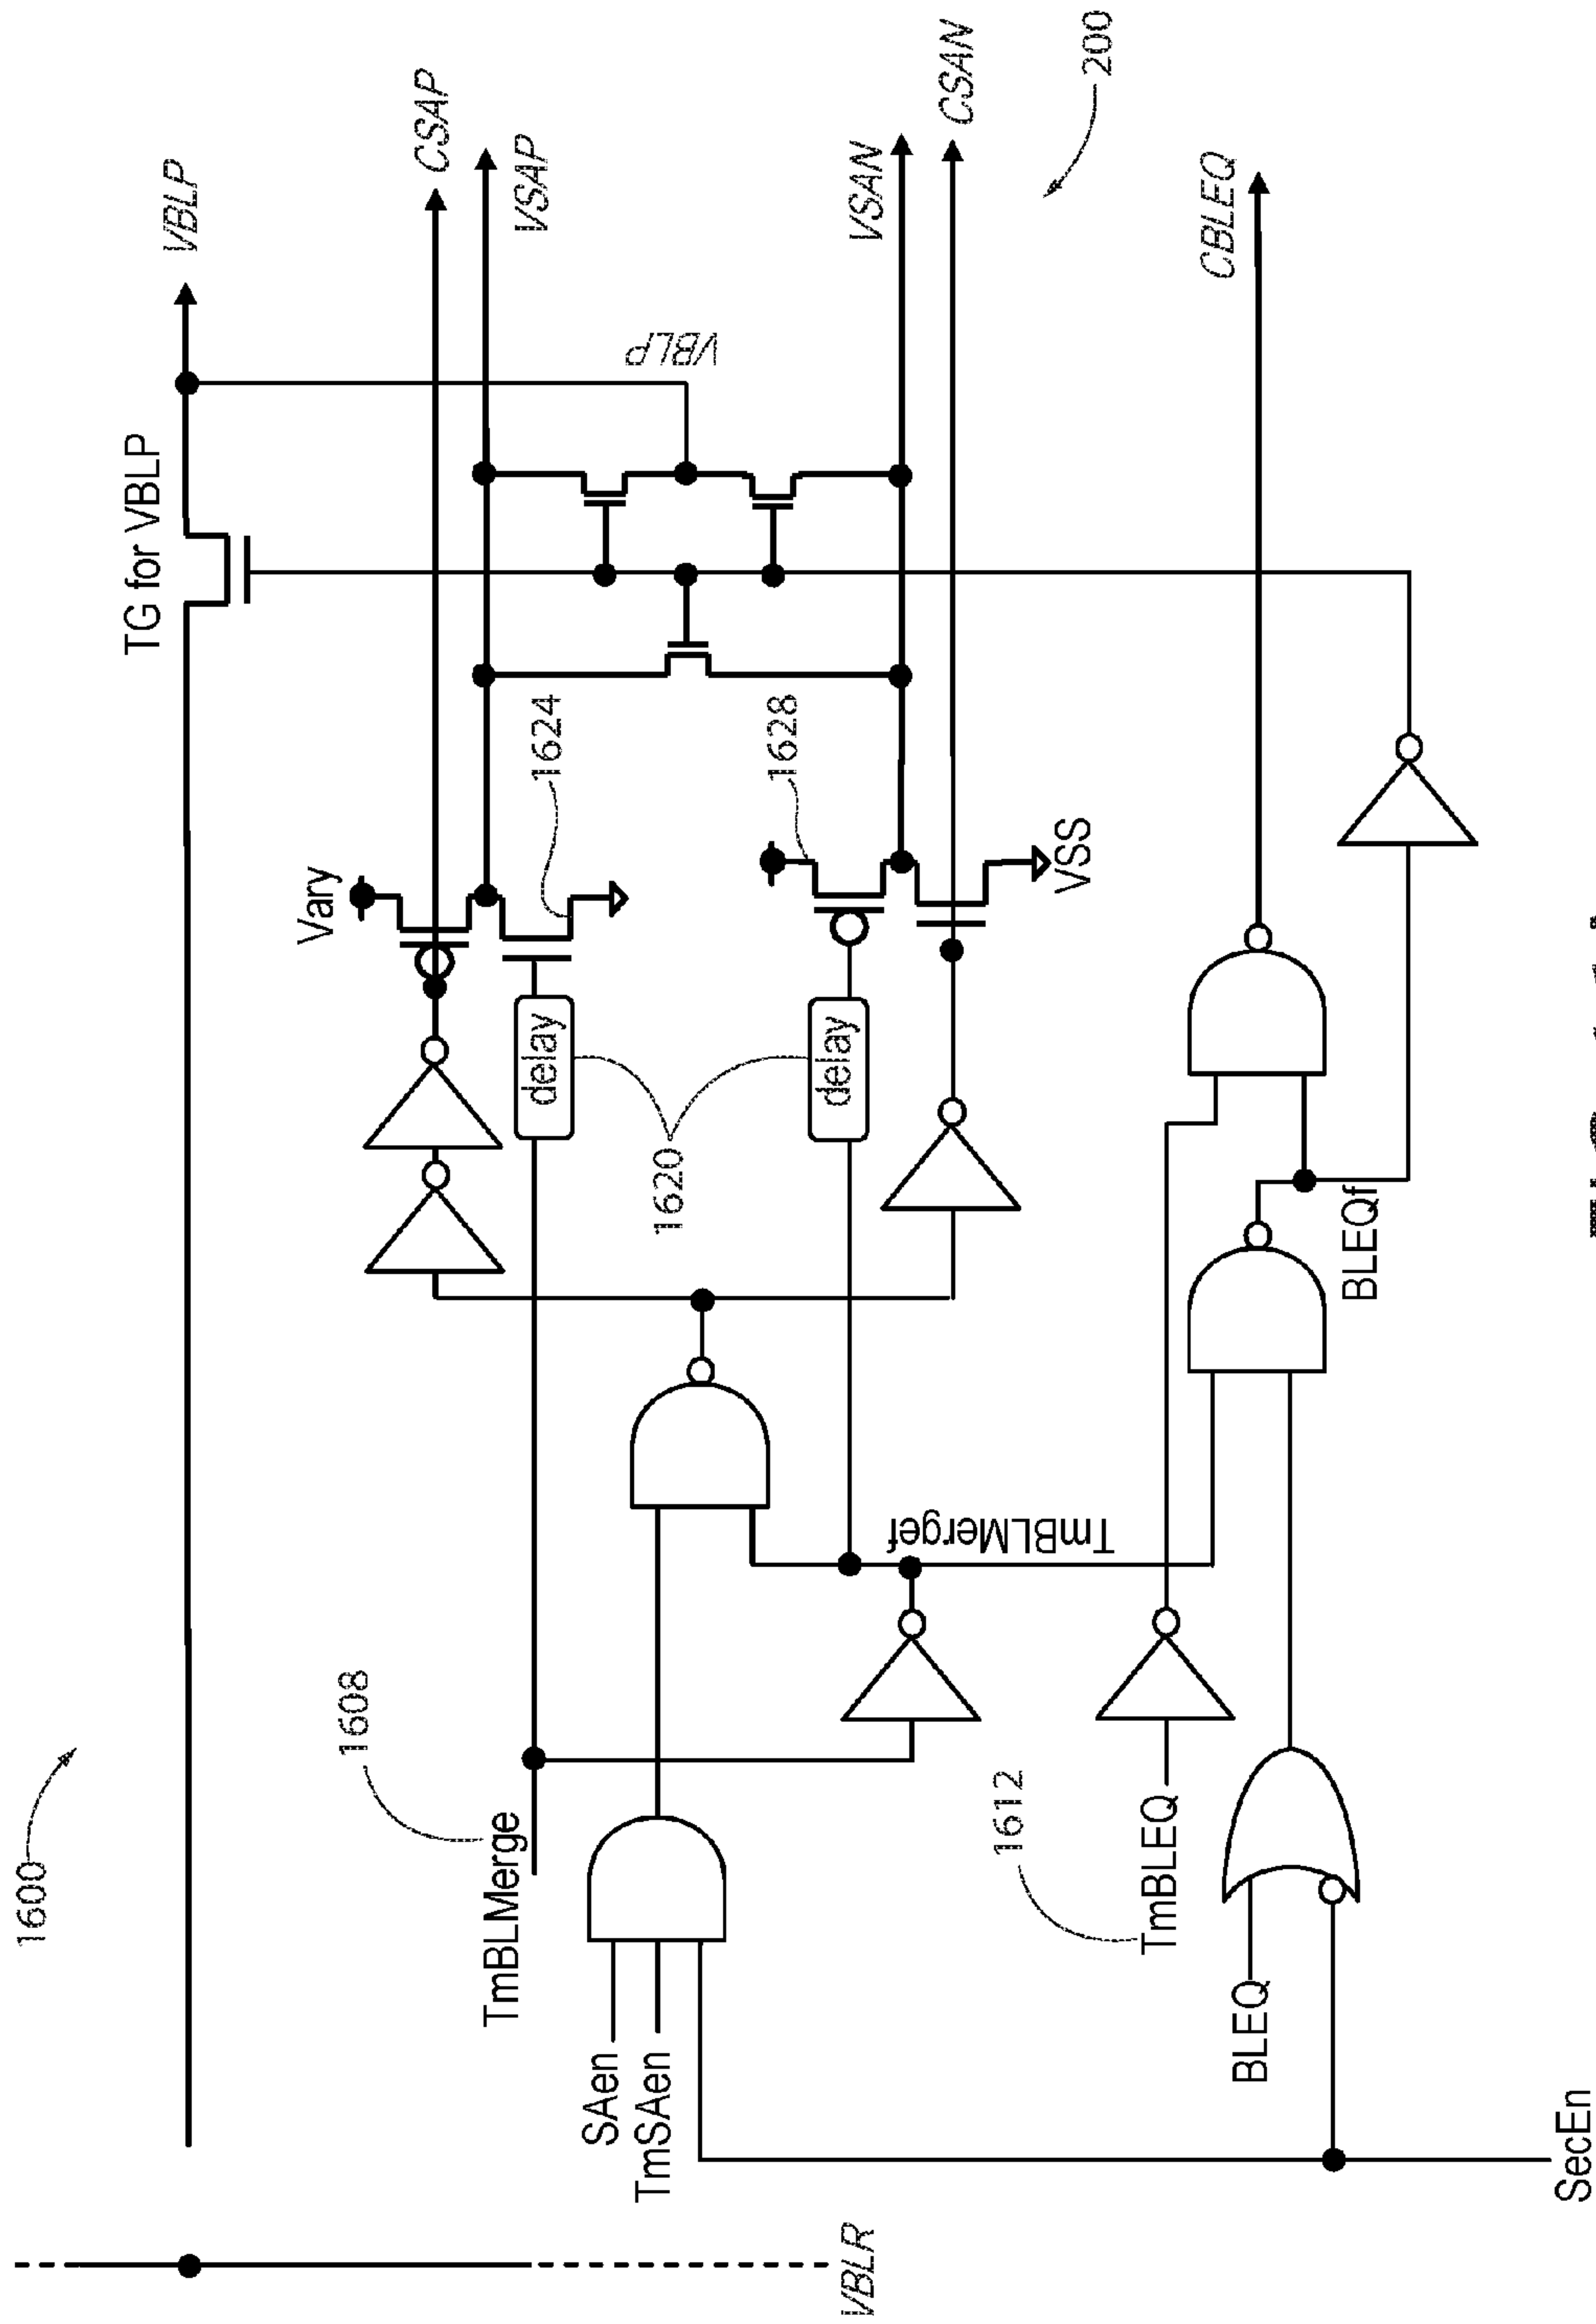 1600
VBLR
VBLP
TG for VBLP
CSAP
VSAP
Vary
1608
TmBLMerge
delay
1624
SAen
TmSAen
1620
VBLP
1628
delay
VSAN
CSAN
VSS
TmBLMergef
200
1612
TmBLEQ
CBLEQ
BLEQ
BLEQf
SecEn